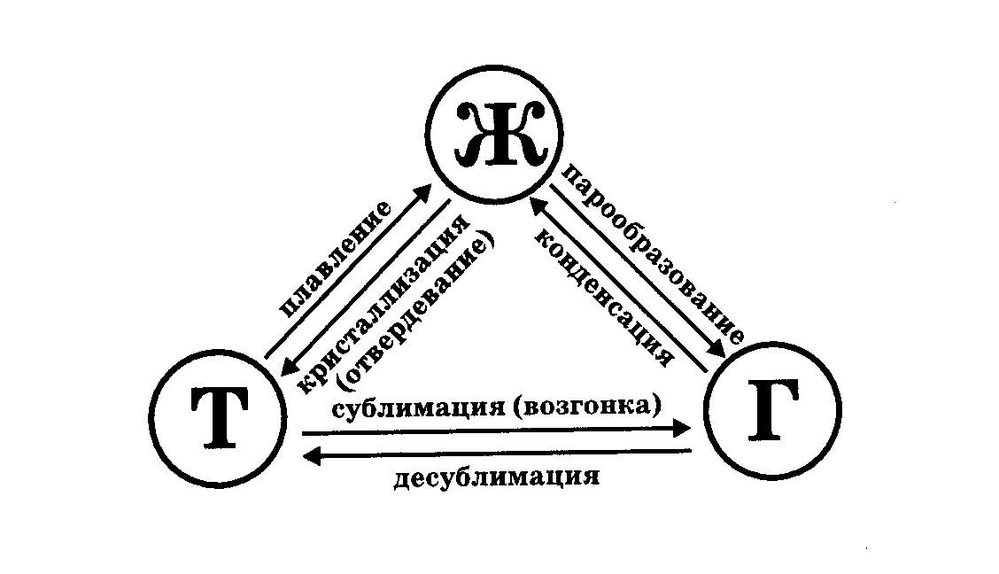 Ж
парообразование
плавление
кристаллизация
(отвердевание)
конденсация
Т
сублимация (возгонка)
Г
десублимация